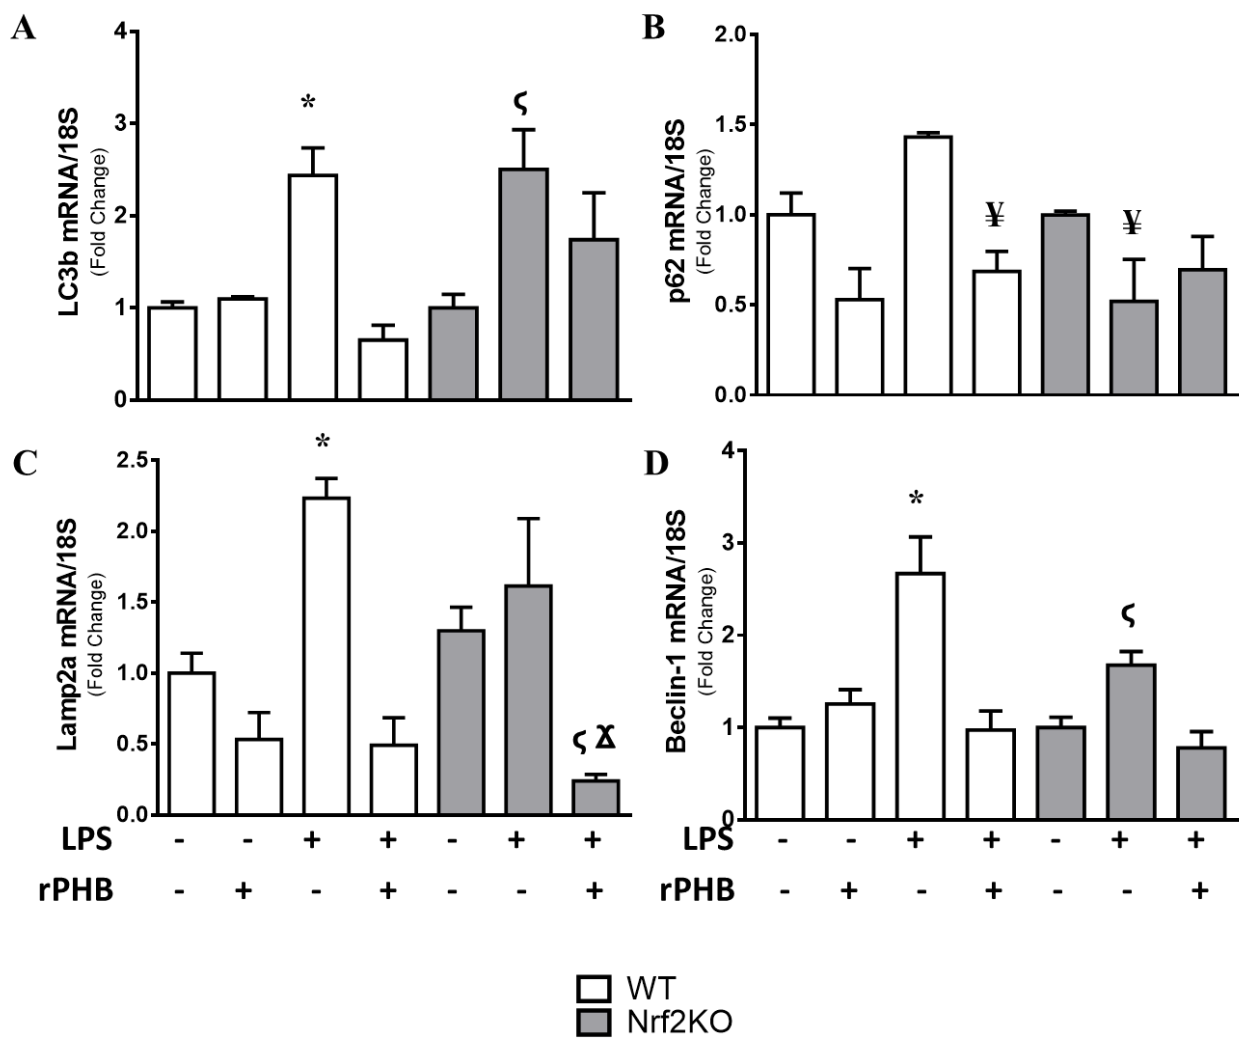 A
LC3b mRNA/18S
(Fold Change)
4
3
2
1
0
*
ς
B
p62 mRNA/18S
(Fold Change)
2.0
1.5
1.0
0.5
0.0
¥
¥
C
Lamp2a mRNA/18S
(Fold Change)
2.5
2.0
1.5
1.0
0.5
0.0
*
ς
LPS - - + + - + +
rPHB - + - + - - +
D
Beclin-1 mRNA/18S
(Fold Change)
4
3
2
1
0
*
ς
LPS - - + + - + +
rPHB - + - + - - +
WT
Nrf2KO